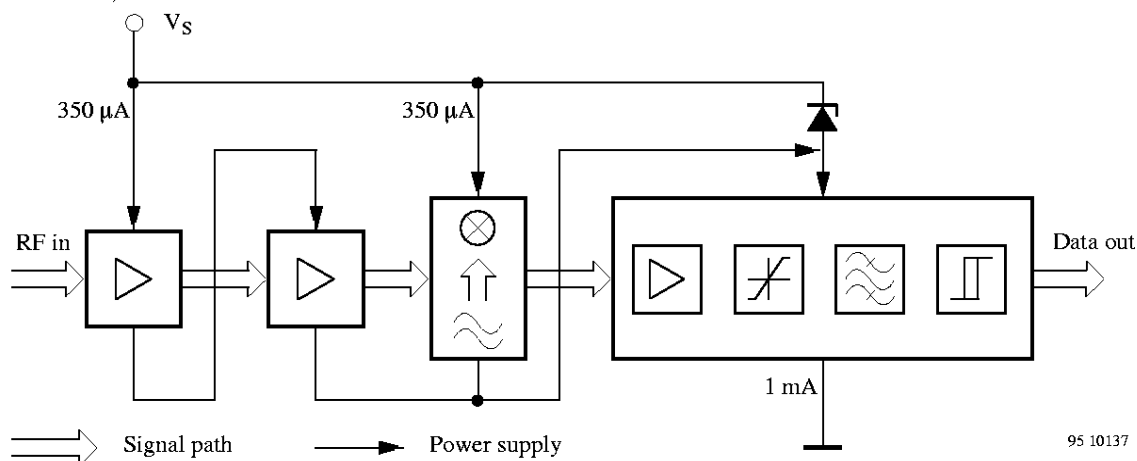 V_S
350 µA
350 µA
RF in
Data out
1 mA
Signal path
Power supply
95 10137